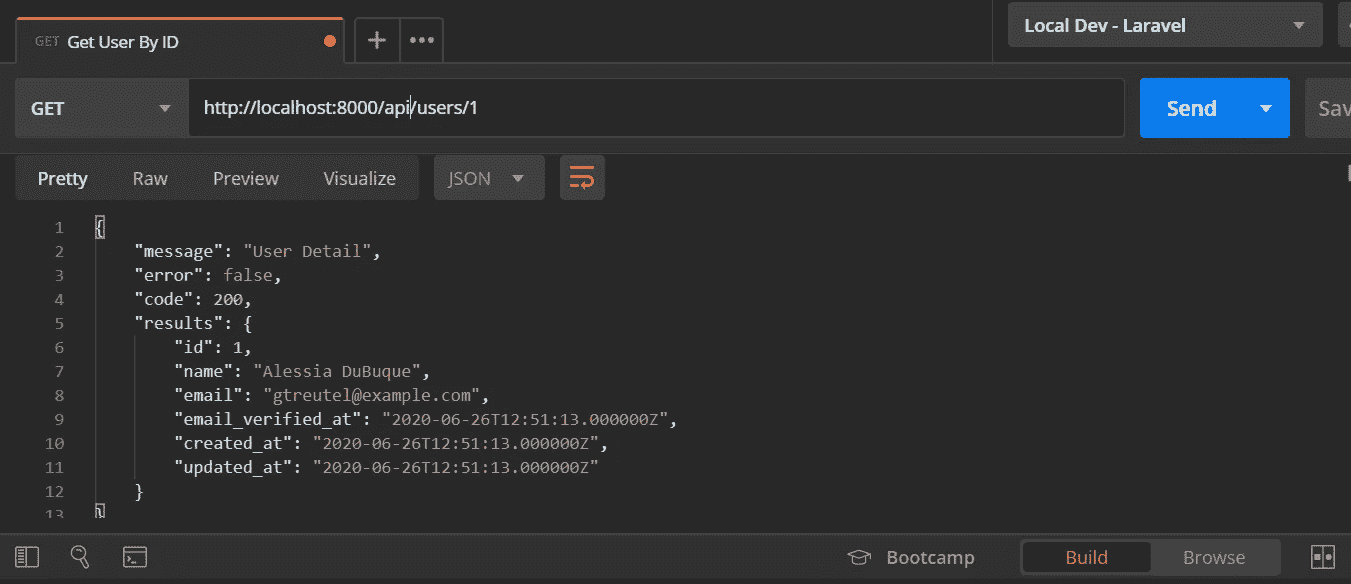 GET Get User By ID
Local Dev - Laravel
GET http://localhost:8000/api/users/1 Send
Pretty Raw Preview Visualize JSON
1 {
2 "message": "User Detail",
3 "error": false,
4 "code": 200,
5 "results": {
6 "id": 1,
7 "name": "Alessia DuBuque",
8 "email": "gtreutel@example.com",
9 "email_verified_at": "2020-06-26T12:51:13.000000Z",
10 "created_at": "2020-06-26T12:51:13.000000Z",
11 "updated_at": "2020-06-26T12:51:13.000000Z"
12 }
13 }
Bootcamp Build Browse